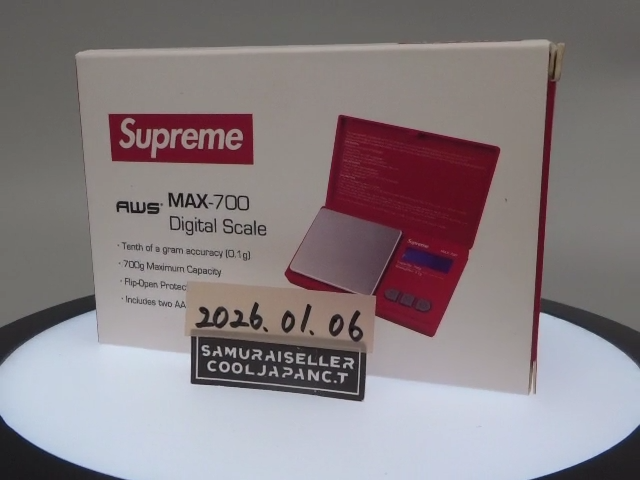 Supreme
AWS MAX-700
Digital Scale
· Tenth of a gram accuracy (0.1g)
· 700g Maximum Capacity
· Flip-Open Protec
· Includes two AA
Supreme
2026.01.06
SAMURAISELLER
COOLJAPANC.T